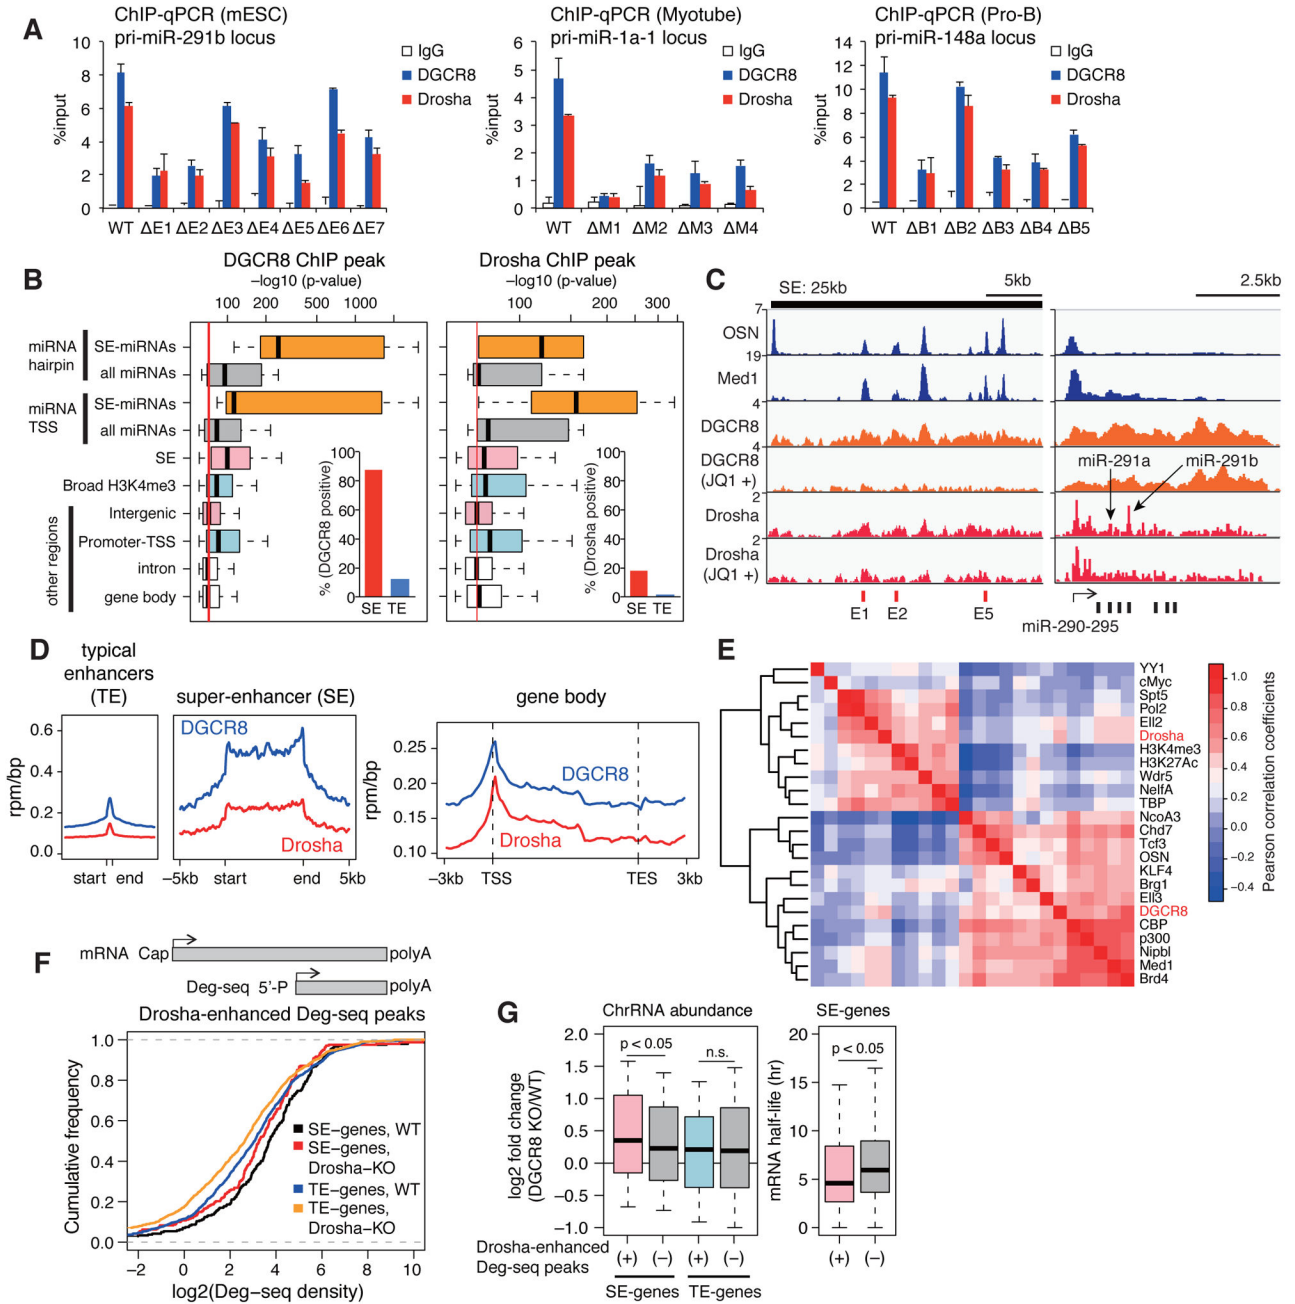 A
ChIP-qPCR (mESC)
pri-miR-291b locus
IgG
DGCR8
Drosha
%input
10
8
6
4
2
0
WT ΔE1 ΔE2 ΔE3 ΔE4 ΔE5 ΔE6 ΔE7
ChIP-qPCR (Myotube)
pri-miR-1a-1 locus
IgG
DGCR8
Drosha
%input
6
5
4
3
2
1
0
WT ΔM1 ΔM2 ΔM3 ΔM4
ChIP-qPCR (Pro-B)
pri-miR-148a locus
IgG
DGCR8
Drosha
%input
14
12
10
8
6
4
2
0
WT ΔB1 ΔB2 ΔB3 ΔB4 ΔB5
B
DGCR8 ChIP peak
−log10 (p-value)
100 200 500 1000
Drosha ChIP peak
−log10 (p-value)
100 200 300
miRNA
hairpin
SE-miRNAs
all miRNAs
miRNA
TSS
SE-miRNAs
all miRNAs
SE
Broad H3K4me3
other regions
Intergenic
Promoter-TSS
intron
gene body
% (DGCR8 positive)
100
80
60
40
20
0
SE TE
% (Drosha positive)
100
80
60
40
20
0
SE TE
C
SE: 25kb
5kb
2.5kb
7
OSN
19
Med1
4
DGCR8
4
DGCR8
(JQ1 +)
2
Drosha
2
Drosha
(JQ1 +)
miR-291a
miR-291b
E1 E2 E5
miR-290-295
D
typical
enhancers
(TE)
super-enhancer (SE)
gene body
rpm/bp
0.6
0.4
0.2
0.0
start end
DGCR8
Drosha
−5kb start end 5kb
rpm/bp
0.25
0.20
0.15
0.10
DGCR8
Drosha
−3kb TSS TES 3kb
E
YY1
cMyc
Spt5
Pol2
Ell2
Drosha
H3K4me3
H3K27Ac
Wdr5
NelfA
TBP
NcoA3
Chd7
Tcf3
OSN
KLF4
Brg1
Ell3
DGCR8
CBP
p300
Nipbl
Med1
Brd4
1.0
0.8
0.6
0.4
0.2
0.0
−0.2
−0.4
Pearson correlation coefficients
F
mRNA Cap polyA
Deg-seq 5'-P polyA
Drosha-enhanced Deg-seq peaks
Cumulative frequency
1.0
0.8
0.6
0.4
0.2
0.0
SE−genes, WT
SE−genes,
Drosha−KO
TE−genes, WT
TE−genes,
Drosha−KO
−2 0 2 4 6 8 10
log2(Deg−seq density)
G
ChrRNA abundance
log2 fold change
(DGCR8 KO/WT)
2.0
1.5
1.0
0.5
0.0
−0.5
−1.0
p < 0.05
n.s.
Drosha-enhanced
Deg-seq peaks
(+) (−) (+) (−)
SE-genes TE-genes
SE-genes
mRNA half-life (hr)
20
15
10
5
0
p < 0.05
(+) (−)